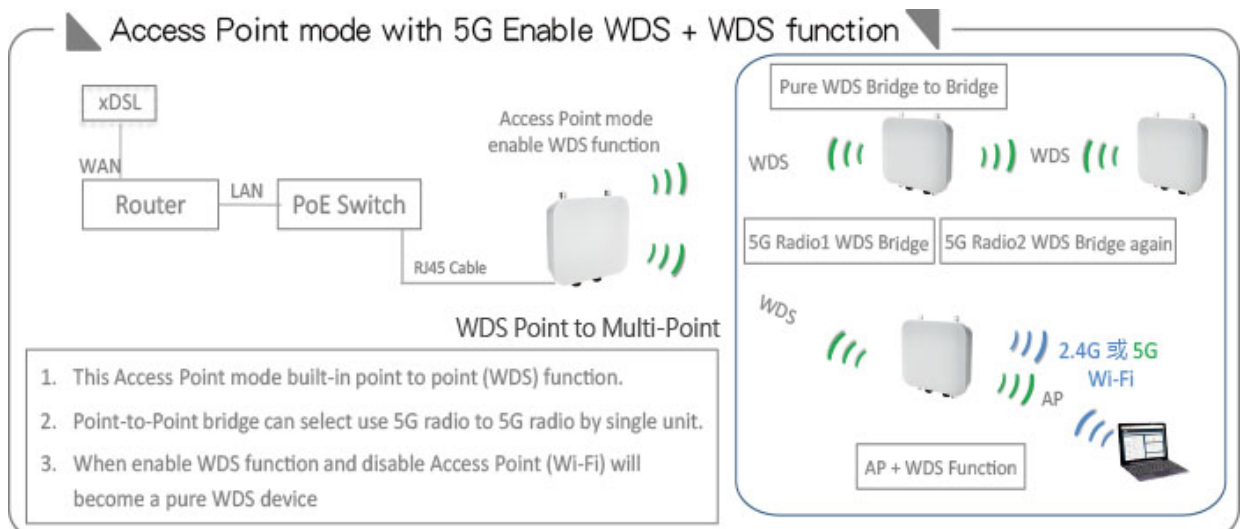 Access Point mode with 5G Enable WDS + WDS function
xDSL
WAN
Router
LAN
PoE Switch
RJ45 Cable
Access Point mode
enable WDS function
WDS Point to Multi-Point
1. This Access Point mode built-in point to point (WDS) function.
2. Point-to-Point bridge can select use 5G radio to 5G radio by single unit.
3. When enable WDS function and disable Access Point (Wi-Fi) will
become a pure WDS device
Pure WDS Bridge to Bridge
WDS
WDS
5G Radio1 WDS Bridge
5G Radio2 WDS Bridge again
WDS
2.4G 或 5G
Wi-Fi
AP
AP + WDS Function